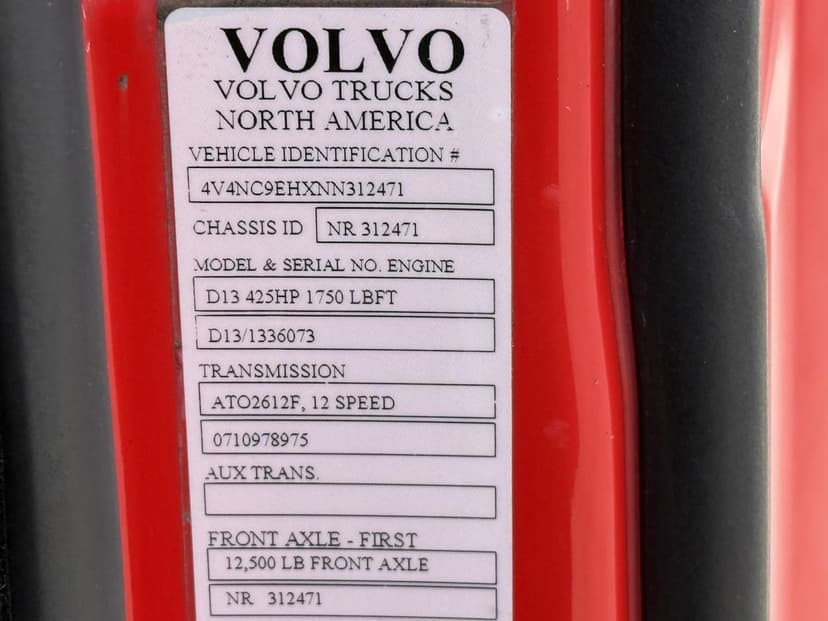 VOLVO
VOLVO TRUCKS
NORTH AMERICA
VEHICLE IDENTIFICATION #
4V4NC9EHXNN312471
CHASSIS ID NR 312471
MODEL & SERIAL NO. ENGINE
D13 425HP 1750 LBFT
D13/1336073
TRANSMISSION
ATO2612F, 12 SPEED
0710978975
AUX TRANS.
FRONT AXLE - FIRST
12,500 LB FRONT AXLE
NR 312471